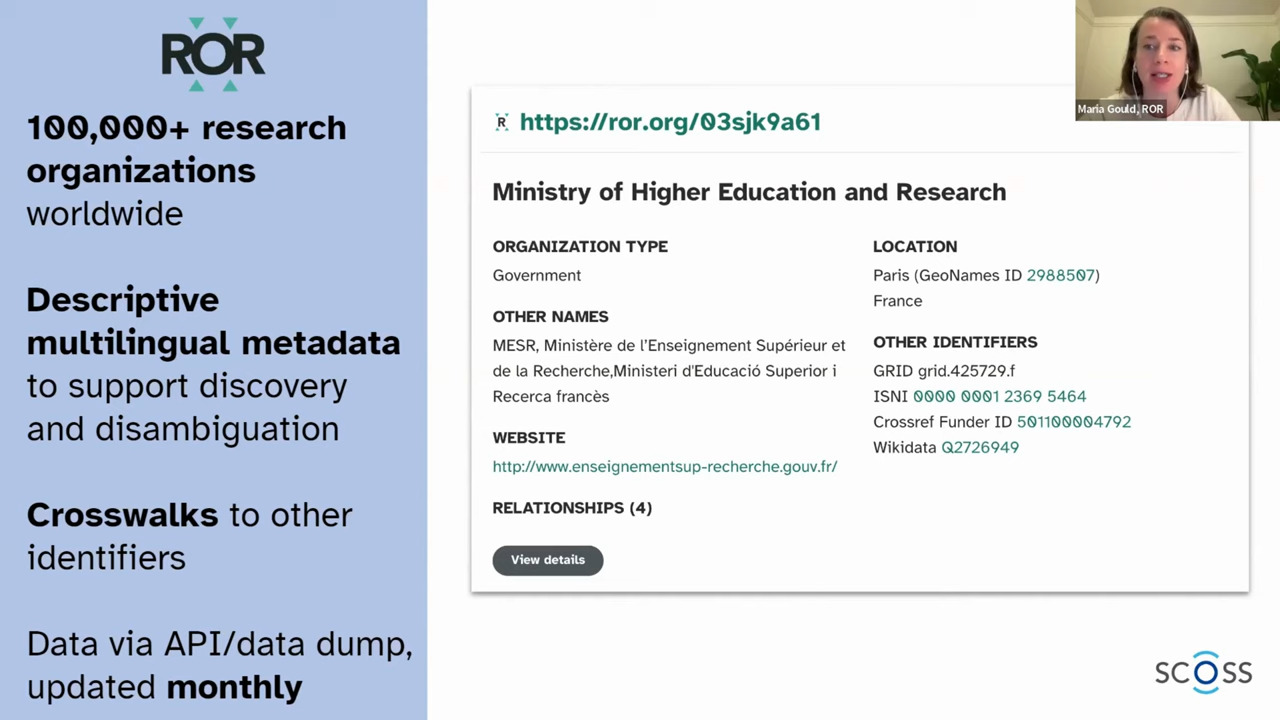 ROR
100,000+ research
organizations
worldwide
Descriptive
multilingual metadata
to support discovery
and disambiguation
Crosswalks to other
identifiers
Data via API/data dump,
updated monthly
R https://ror.org/03sjk9a61
Ministry of Higher Education and Research
ORGANIZATION TYPE
Government
OTHER NAMES
MESR, Ministère de l'Enseignement Supérieur et
de la Recherche,Ministeri d'Educació Superior i
Recerca francès
WEBSITE
http://www.enseignementsup-recherche.gouv.fr/
RELATIONSHIPS (4)
View details
LOCATION
Paris (GeoNames ID 2988507)
France
OTHER IDENTIFIERS
GRID grid.425729.f
ISNI 0000 0001 2369 5464
Crossref Funder ID 501100004792
Wikidata Q2726949
Maria Gould, ROR
SCOSS